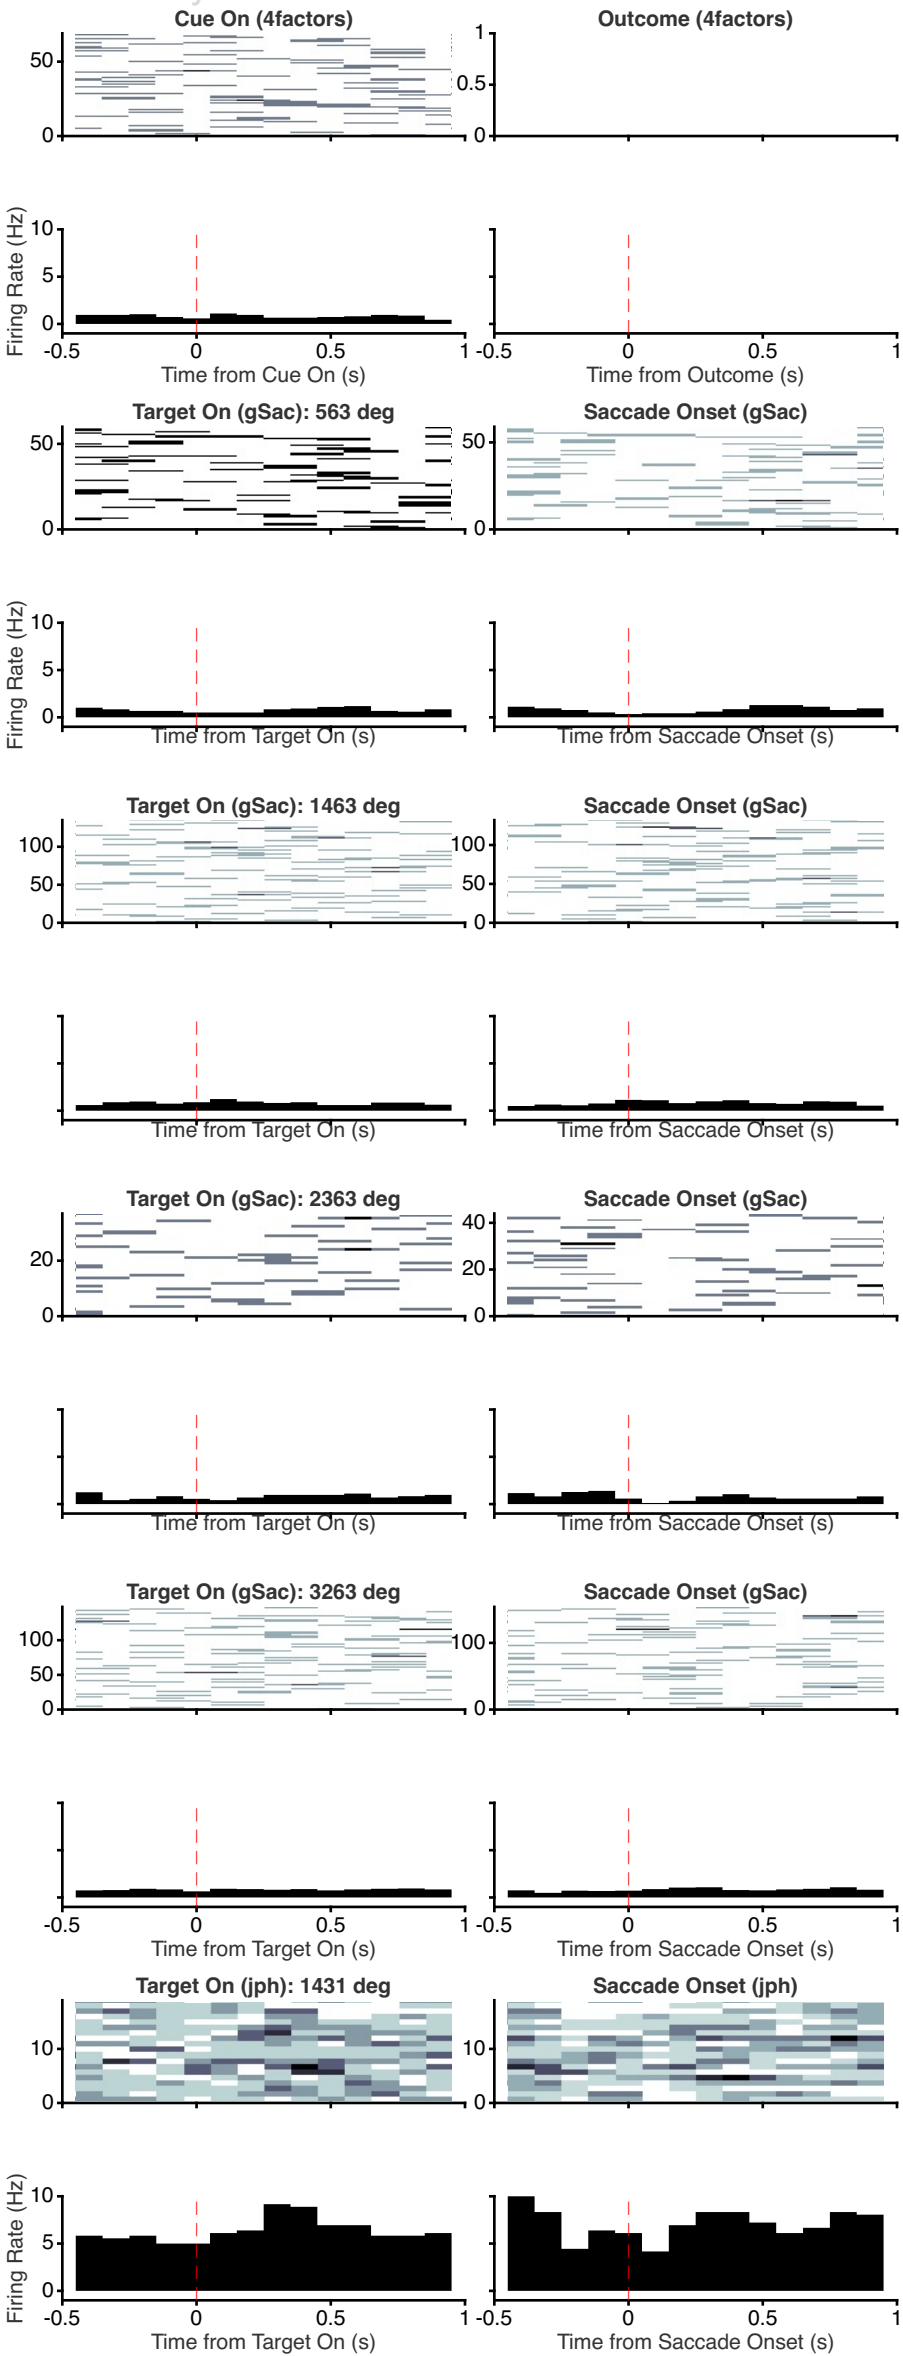 Cue On (4factors) Outcome (4factors)
50
0
1
0.5
0
Firing Rate (Hz)
10
5
0
-0.5 0 0.5 1 -0.5 0 0.5 1
Time from Cue On (s) Time from Outcome (s)
Target On (gSac): 563 deg Saccade Onset (gSac)
50
0
50
0
Firing Rate (Hz)
10
5
0
Time from Target On (s) Time from Saccade Onset (s)
Target On (gSac): 1463 deg Saccade Onset (gSac)
100
50
0
100
50
0
Time from Target On (s) Time from Saccade Onset (s)
Target On (gSac): 2363 deg Saccade Onset (gSac)
20
0
40
20
0
Time from Target On (s) Time from Saccade Onset (s)
Target On (gSac): 3263 deg Saccade Onset (gSac)
100
50
0
100
0
-0.5 0 0.5 1 -0.5 0 0.5 1
Time from Target On (s) Time from Saccade Onset (s)
Target On (jph): 1431 deg Saccade Onset (jph)
10
0
10
0
Firing Rate (Hz)
10
5
0
-0.5 0 0.5 1 -0.5 0 0.5 1
Time from Target On (s) Time from Saccade Onset (s)